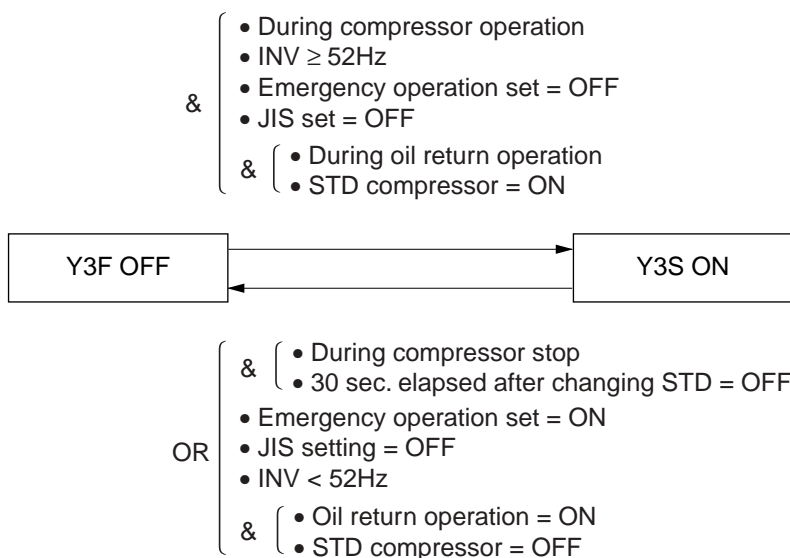 • During compressor operation
• INV ≥ 52Hz
& • Emergency operation set = OFF
• JIS set = OFF
& • During oil return operation
• STD compressor = ON
Y3F OFF
Y3S ON
& • During compressor stop
• 30 sec. elapsed after changing STD = OFF
• Emergency operation set = ON
OR • JIS setting = OFF
• INV < 52Hz
& • Oil return operation = ON
• STD compressor = OFF